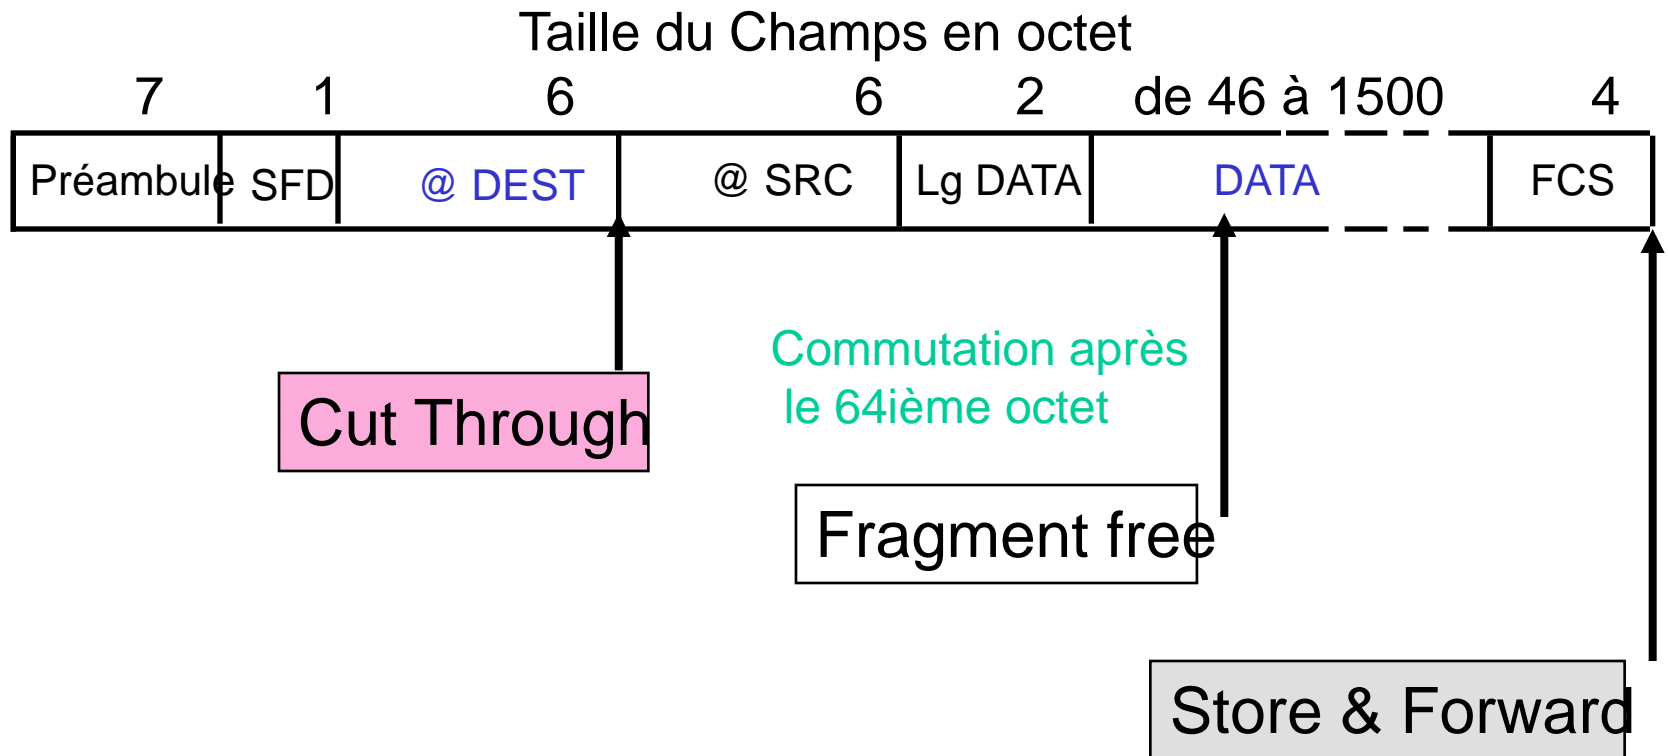 Taille du Champs en octet
7 1 6 6 2 de 46 à 1500 4
Préambule SFD @ DEST @ SRC Lg DATA DATA FCS
Commutation après
le 64ième octet
Cut Through
Fragment free
Store & Forward